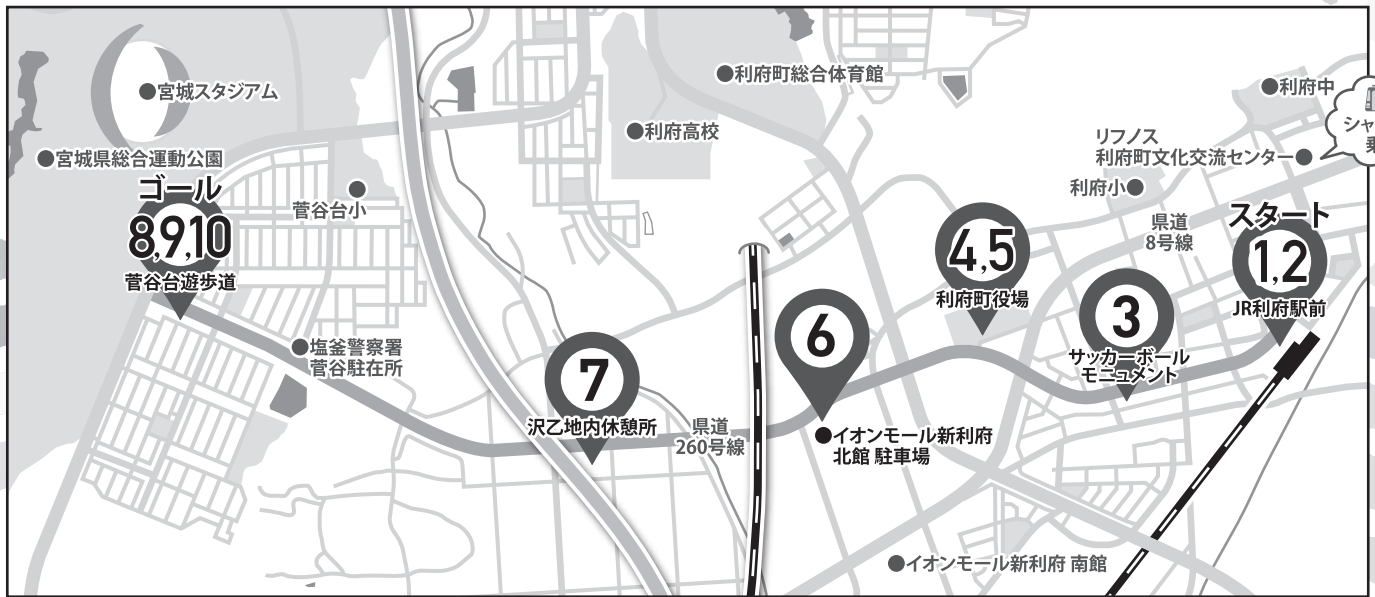 宮城スタジアム
宮城県総合運動公園
ゴール
8,9,10
菅谷台遊歩道
菅谷台小
利府町総合体育館
利府高校
利府中
リフノス
利府町文化交流センター
利府小
県道
8号線
スタート
1,2
JR利府駅前
4,5
利府町役場
3
サッカーボール
モニュメント
6
イオンモール新利府
北館 駐車場
7
沢乙地内休憩所
県道
260号線
塩釜警察署
菅谷駐在所
イオンモール新利府 南館